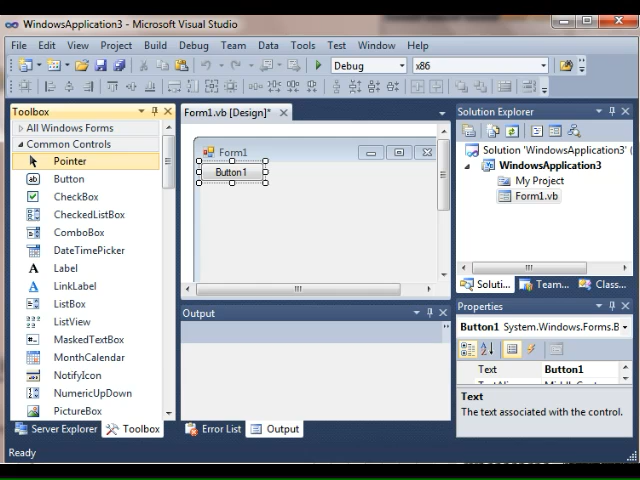 WindowsApplication3 - Microsoft Visual Studio
File Edit View Project Build Debug Team Data Tools Test Window Help
Debug x86
Toolbox
All Windows Forms
Common Controls
Pointer
Button
CheckBox
CheckedListBox
ComboBox
DateTimePicker
Label
LinkLabel
ListBox
ListView
MaskedTextBox
MonthCalendar
NotifyIcon
NumericUpDown
PictureBox
Server Explorer Toolbox
Form1.vb [Design]*
Form1
Button1
Output
Error List Output
Solution Explorer
Solution 'WindowsApplication3' (
WindowsApplication3
My Project
Form1.vb
Soluti... Team... Class...
Properties
Button1 System.Windows.Forms.B
Text Button1
Text
The text associated with the control.
Ready